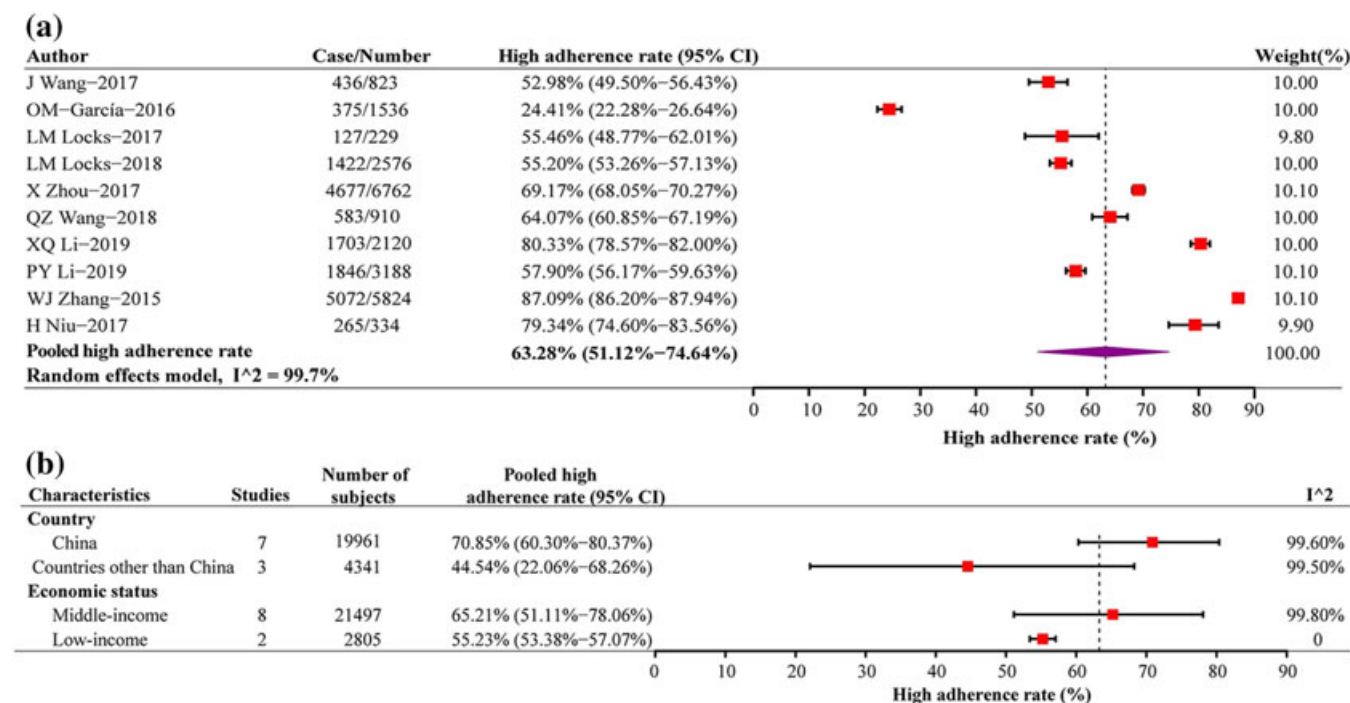 (a)
Author Case/Number High adherence rate (95% CI) Weight(%)
J Wang−2017 436/823 52.98% (49.50%−56.43%) 10.00
OM−García−2016 375/1536 24.41% (22.28%−26.64%) 10.00
LM Locks−2017 127/229 55.46% (48.77%−62.01%) 9.80
LM Locks−2018 1422/2576 55.20% (53.26%−57.13%) 10.00
X Zhou−2017 4677/6762 69.17% (68.05%−70.27%) 10.10
QZ Wang−2018 583/910 64.07% (60.85%−67.19%) 10.00
XQ Li−2019 1703/2120 80.33% (78.57%−82.00%) 10.00
PY Li−2019 1846/3188 57.90% (56.17%−59.63%) 10.10
WJ Zhang−2015 5072/5824 87.09% (86.20%−87.94%) 10.10
H Niu−2017 265/334 79.34% (74.60%−83.56%) 9.90
Pooled high adherence rate 63.28% (51.12%−74.64%) 100.00
Random effects model, I^2 = 99.7%
0 10 20 30 40 50 60 70 80 90
High adherence rate (%)
(b)
Characteristics Studies Number of subjects Pooled high adherence rate (95% CI) I^2
Country
China 7 19961 70.85% (60.30%−80.37%) 99.60%
Countries other than China 3 4341 44.54% (22.06%−68.26%) 99.50%
Economic status
Middle-income 8 21497 65.21% (51.11%−78.06%) 99.80%
Low-income 2 2805 55.23% (53.38%−57.07%) 0
0 10 20 30 40 50 60 70 80 90
High adherence rate (%)